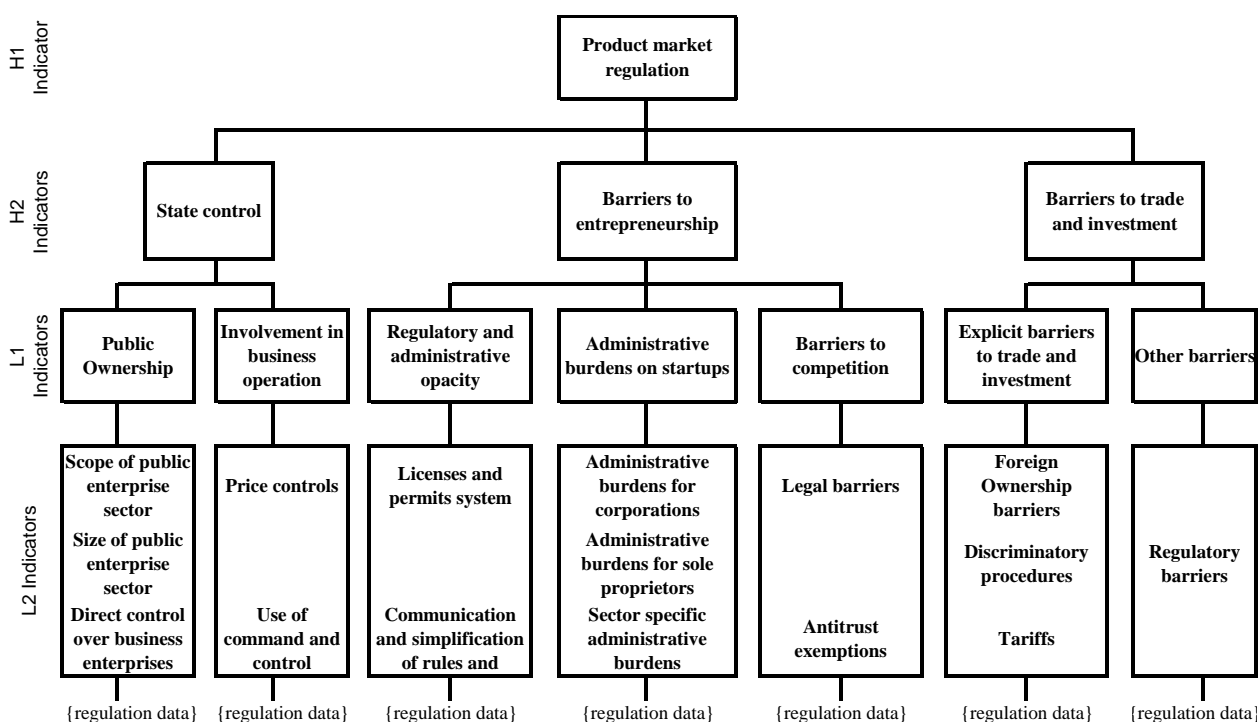 H1
Indicator
Product market
regulation
H2
Indicators
State control
Barriers to
entrepreneurship
Barriers to trade
and investment
L1
Indicators
Public
Ownership
Involvement in
business
operation
Regulatory and
administrative
opacity
Administrative
burdens on startups
Barriers to
competition
Explicit barriers
to trade and
investment
Other barriers
L2 Indicators
Scope of public
enterprise
sector
Size of public
enterprise
sector
Direct control
over business
enterprises
Price controls
Use of
command and
control
Licenses and
permits system
Communication
and simplification
of rules and
Administrative
burdens for
corporations
Administrative
burdens for sole
proprietors
Sector specific
administrative
burdens
Legal barriers
Antitrust
exemptions
Foreign
Ownership
barriers
Discriminatory
procedures
Tariffs
Regulatory
barriers
{regulation data}
{regulation data}
{regulation data}
{regulation data}
{regulation data}
{regulation data}
{regulation data}